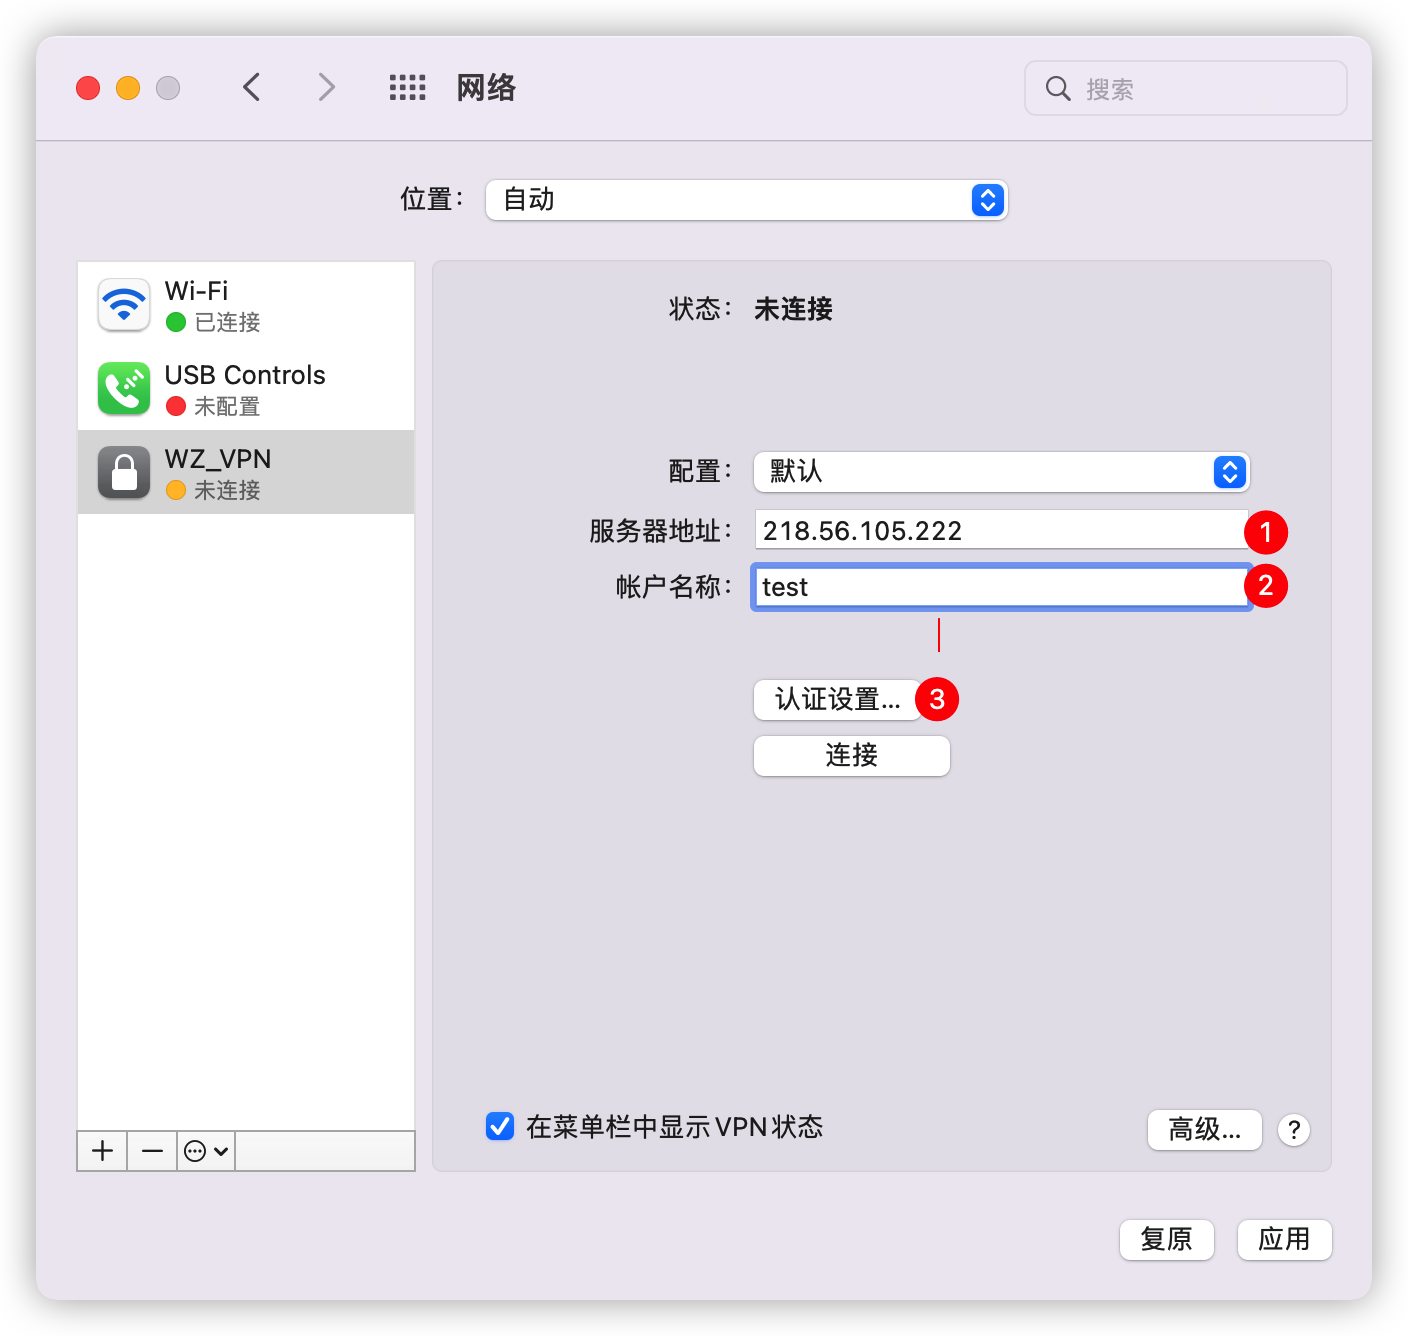 网络
搜索
位置:
自动
Wi-Fi
已连接
USB Controls
未配置
WZ_VPN
未连接
状态: 未连接
配置: 默认
服务器地址: 218.56.105.222
1
帐户名称: test
2
认证设置...
3
连接
在菜单栏中显示 VPN 状态
高级...
?
复原
应用